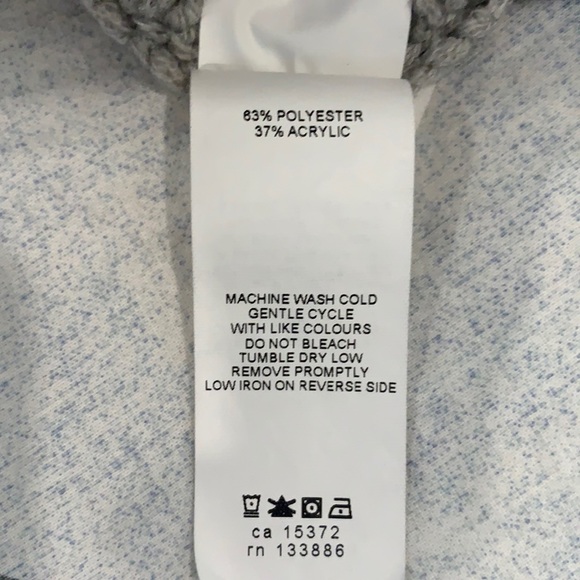 63% POLYESTER
37% ACRYLIC
MACHINE WASH COLD
GENTLE CYCLE
WITH LIKE COLOURS
DO NOT BLEACH
TUMBLE DRY LOW
REMOVE PROMPTLY
LOW IRON ON REVERSE SIDE
ca 15372
rn 133886